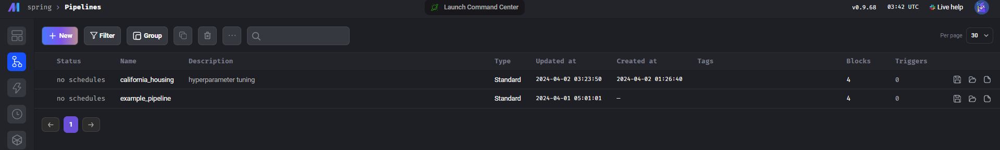 spring > Pipelines
Launch Command Center
v0.9.68
03:42 UTC
Live help
+ New
Filter
Group
...
Per page 30
Status Name Description Type Updated at Created at Tags Blocks Triggers
no schedules california_housing hyperparameter tuning Standard 2024-04-02 03:23:50 2024-04-02 01:26:40 4 0
no schedules example_pipeline Standard 2024-04-01 05:01:01 — 4 0
← 1 →